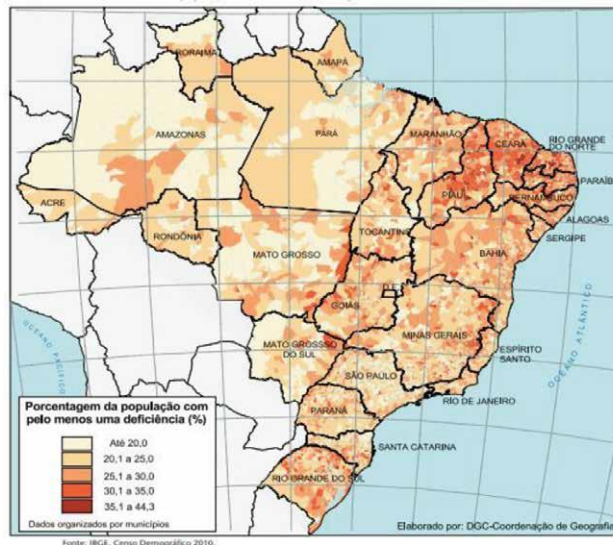 RORAIMA
AMAPÁ
AMAZONAS
PARÁ
MARANHÃO
CEARÁ
RIO GRANDE
DO NORTE
PARAÍB
PIAUÍ
PERNAMBUCO
ACRE
ALAGOAS
SERGIPE
TOCANTINS
RONDÔNIA
BAHIA
MATO GROSSO
D.F.
GOIÁS
MINAS GERAIS
MATO GROSSSO
DO SUL
ESPÍRITO
SANTO
SÃO PAULO
RIO DE JANEIRO
PARANÁ
SANTA CATARINA
RIO GRANDE DO SUL
OCEANO PACÍFICO
OCEANO ATLÂNTICO
Porcentagem da população com
pelo menos uma deficiência (%)
Até 20,0
20,1 a 25,0
25,1 a 30,0
30,1 a 35,0
35,1 a 44,3
Dados organizados por municípios
Elaborado por: DGC-Coordenação de Geografia
Fonte: IBGE, Censo Demográfico 2010.